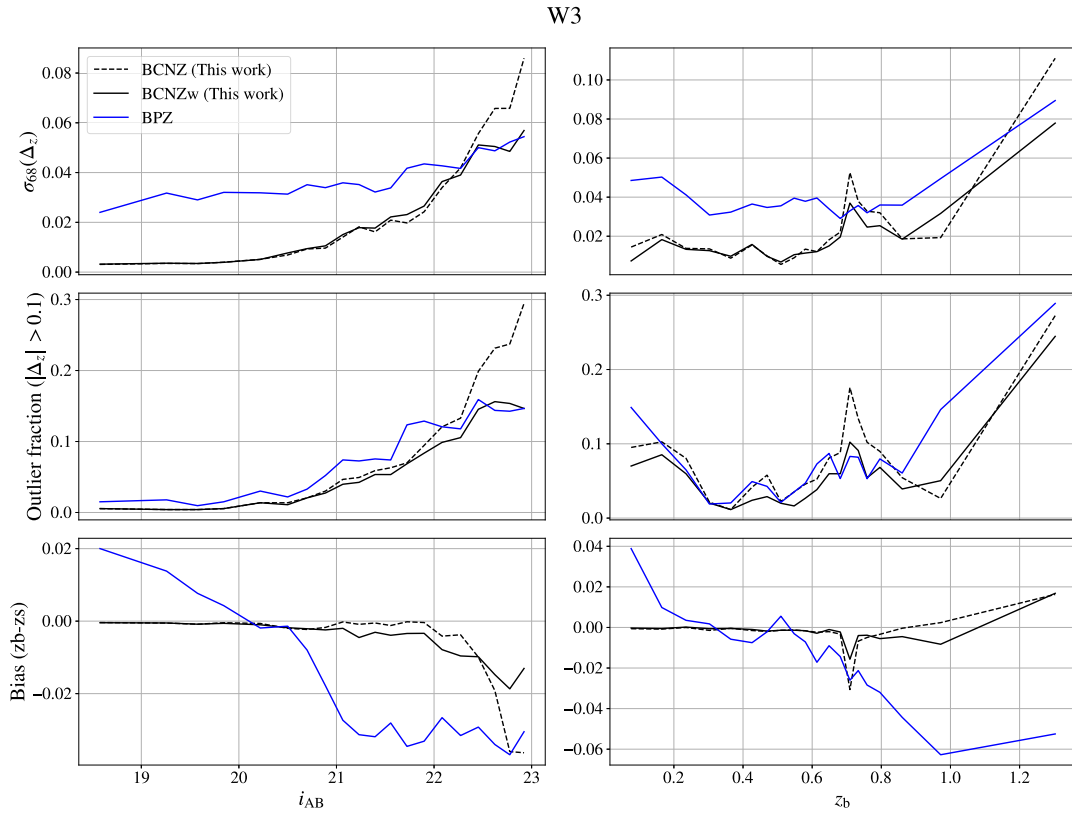 W3
σ68(Δz)
0.08
0.06
0.04
0.02
0.00
BCNZ (This work)
BCNZw (This work)
BPZ
0.10
0.08
0.06
0.04
0.02
Outlier fraction (|Δz| > 0.1)
0.3
0.2
0.1
0.0
0.3
0.2
0.1
0.0
Bias (zb-zs)
0.02
0.00
−0.02
0.04
0.02
0.00
−0.02
−0.04
−0.06
19 20 21 22 23
iAB
0.2 0.4 0.6 0.8 1.0 1.2
zb